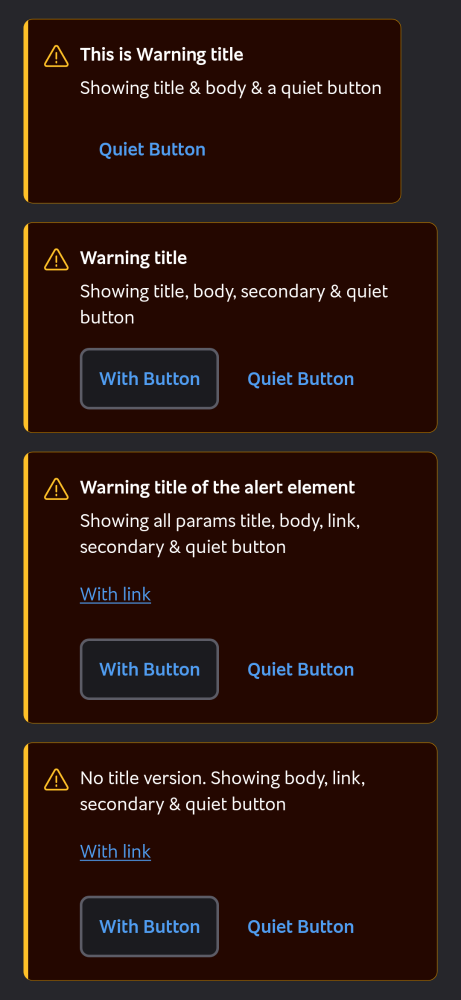 This is Warning title
Showing title & body & a quiet button
Quiet Button
Warning title
Showing title, body, secondary & quiet
button
With Button Quiet Button
Warning title of the alert element
Showing all params title, body, link,
secondary & quiet button
With link
With Button Quiet Button
No title version. Showing body, link,
secondary & quiet button
With link
With Button Quiet Button